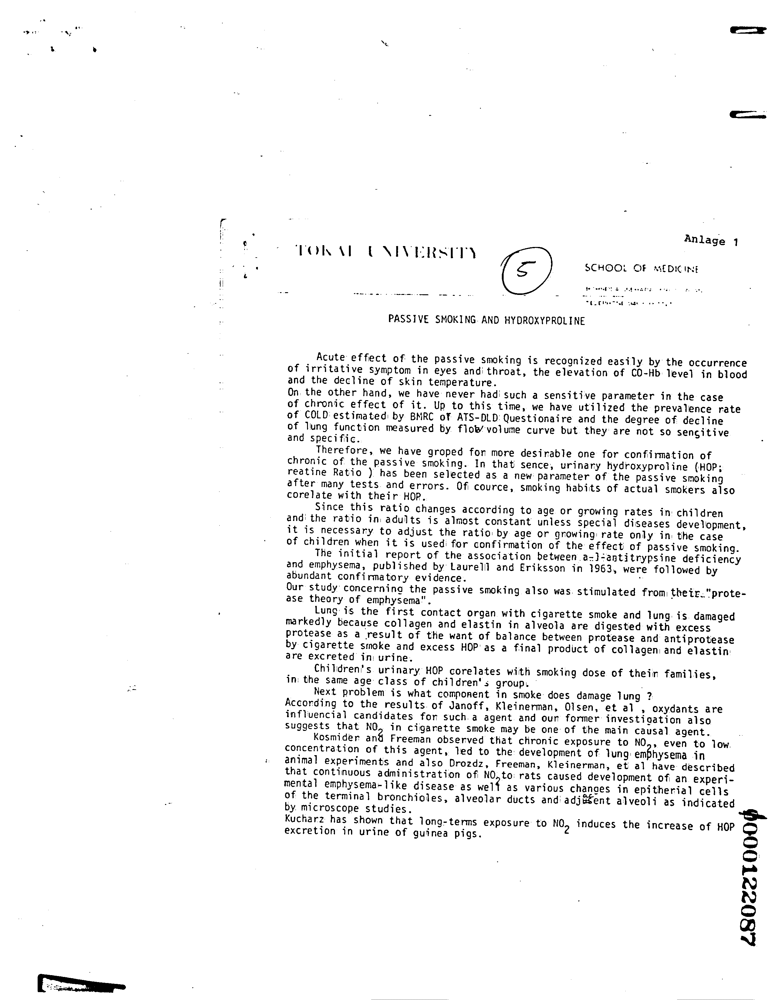 Anlage 1
TOKAI UNIVERSITY
5
SCHOOL OF MEDICINE
PASSIVE SMOKING AND HYDROXYPROLINE
Acute effect of the passive smoking is recognized easily by the occurrence
of irritative symptom in eyes and throat, the elevation of CO-Hb level in blood
and the decline of skin temperature.
On the other hand, we have never had such a sensitive parameter in the case
of chronic effect of it. Up to this time, we have utilized the prevalence rate
of COLD estimated by BMRC or ATS-DLD Questionaire and the degree of decline
of lung function measured by flow volume curve but they are not so sencitive
and specific.
Therefore, we have groped for more desirable one for confirmation of
chronic of the passive smoking. In that sence, urinary hydroxyproline (HOP;
reatine Ratio ) has been selected as a new parameter of the passive smoking
after many tests and errors. Of cource, smoking habits of actual smokers also
corelate with their HOP.
Since this ratio changes according to age or growing rates in children
and the ratio in adults is almost constant unless special diseases development,
it is necessary to adjust the ratio by age or growing rate only in the case
of children when it is used for confirmation of the effect of passive smoking.
The initial report of the association between a-1-antitrypsine deficiency
and emphysema, published by Laurell and Eriksson in 1963, were followed by
abundant confirmatory evidence.
Our study concerning the passive smoking also was stimulated from their "prote-
ase theory of emphysema".
Lung is the first contact organ with cigarette smoke and lung is damaged
markedly because collagen and elastin in alveola are digested with excess
protease as a result of the want of balance between protease and antiprotease
by cigarette smoke and excess HOP as a final product of collagen and elastin
are excreted in urine.
Children's urinary HOP corelates with smoking dose of their families,
in the same age class of children's group.
Next problem is what component in smoke does damage lung ?
According to the results of Janoff, Kleinerman, Olsen, et al , oxydants are
influencial candidates for such a agent and our former investigation also
suggests that NO2 in cigarette smoke may be one of the main causal agent.
Kosmider and Freeman observed that chronic exposure to NO2, even to low
concentration of this agent, led to the development of lung emphysema in
animal experiments and also Drozdz, Freeman, Kleinerman, et al have described
that continuous administration of NO2 to rats caused development of an experi-
mental emphysema-like disease as well as various changes in epitherial cells
of the terminal bronchioles, alveolar ducts and adjacent alveoli as indicated
by microscope studies.
Kucharz has shown that long-terms exposure to NO2 induces the increase of HOP
excretion in urine of guinea pigs.
000122087